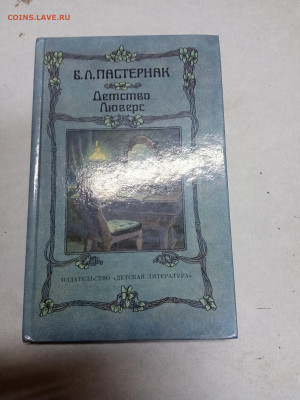 COINS.LAVE.RU
Б.Л.ПАСТЕРНАК
Детство
Люверс
ИЗДАТЕЛЬСТВО «ДЕТСКАЯ ЛИТЕРАТУРА»